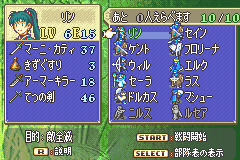 リン
LV 6 E 15
マーニ・カティ 37
きずぐすり 3
アーマーキラー 18
てつの剣 46
あと 0人えらべます 10/10
リン セイン
ケント フロリーナ
ウィル エルク
セーラ ラス
ドルカス マシュー
ニルス ルセア
目的:敵全滅
R:説明
START:戦闘開始
SELECT:部隊表の表示